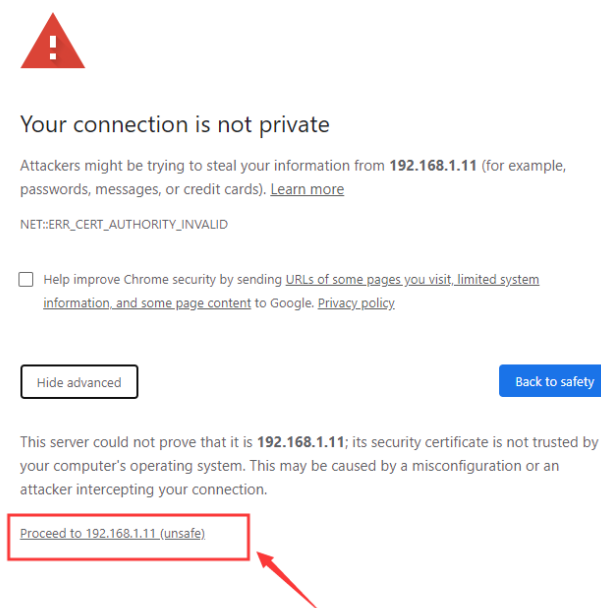 Your connection is not private
Attackers might be trying to steal your information from 192.168.1.11 (for example,
passwords, messages, or credit cards). Learn more
NET::ERR_CERT_AUTHORITY_INVALID
Help improve Chrome security by sending URLs of some pages you visit, limited system
information, and some page content to Google. Privacy policy
Hide advanced
Back to safety
This server could not prove that it is 192.168.1.11; its security certificate is not trusted by
your computer's operating system. This may be caused by a misconfiguration or an
attacker intercepting your connection.
Proceed to 192.168.1.11 (unsafe)